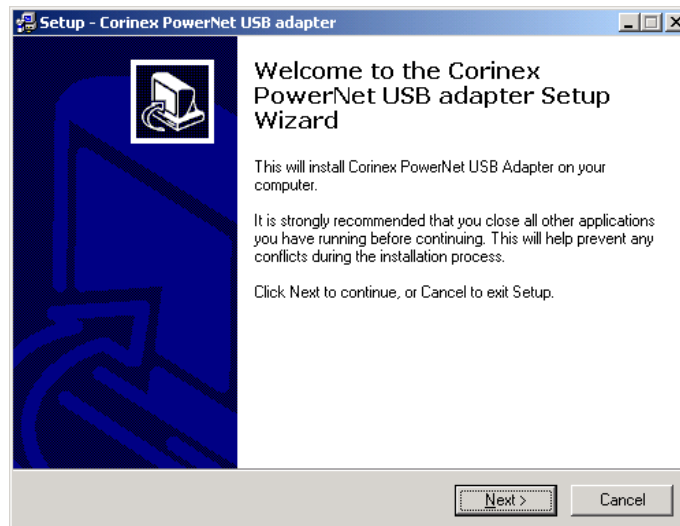 Setup - Corinex PowerNet USB adapter
Welcome to the Corinex
PowerNet USB adapter Setup
Wizard
This will install Corinex PowerNet USB Adapter on your
computer.
It is strongly recommended that you close all other applications
you have running before continuing. This will help prevent any
conflicts during the installation process.
Click Next to continue, or Cancel to exit Setup.
Next > Cancel